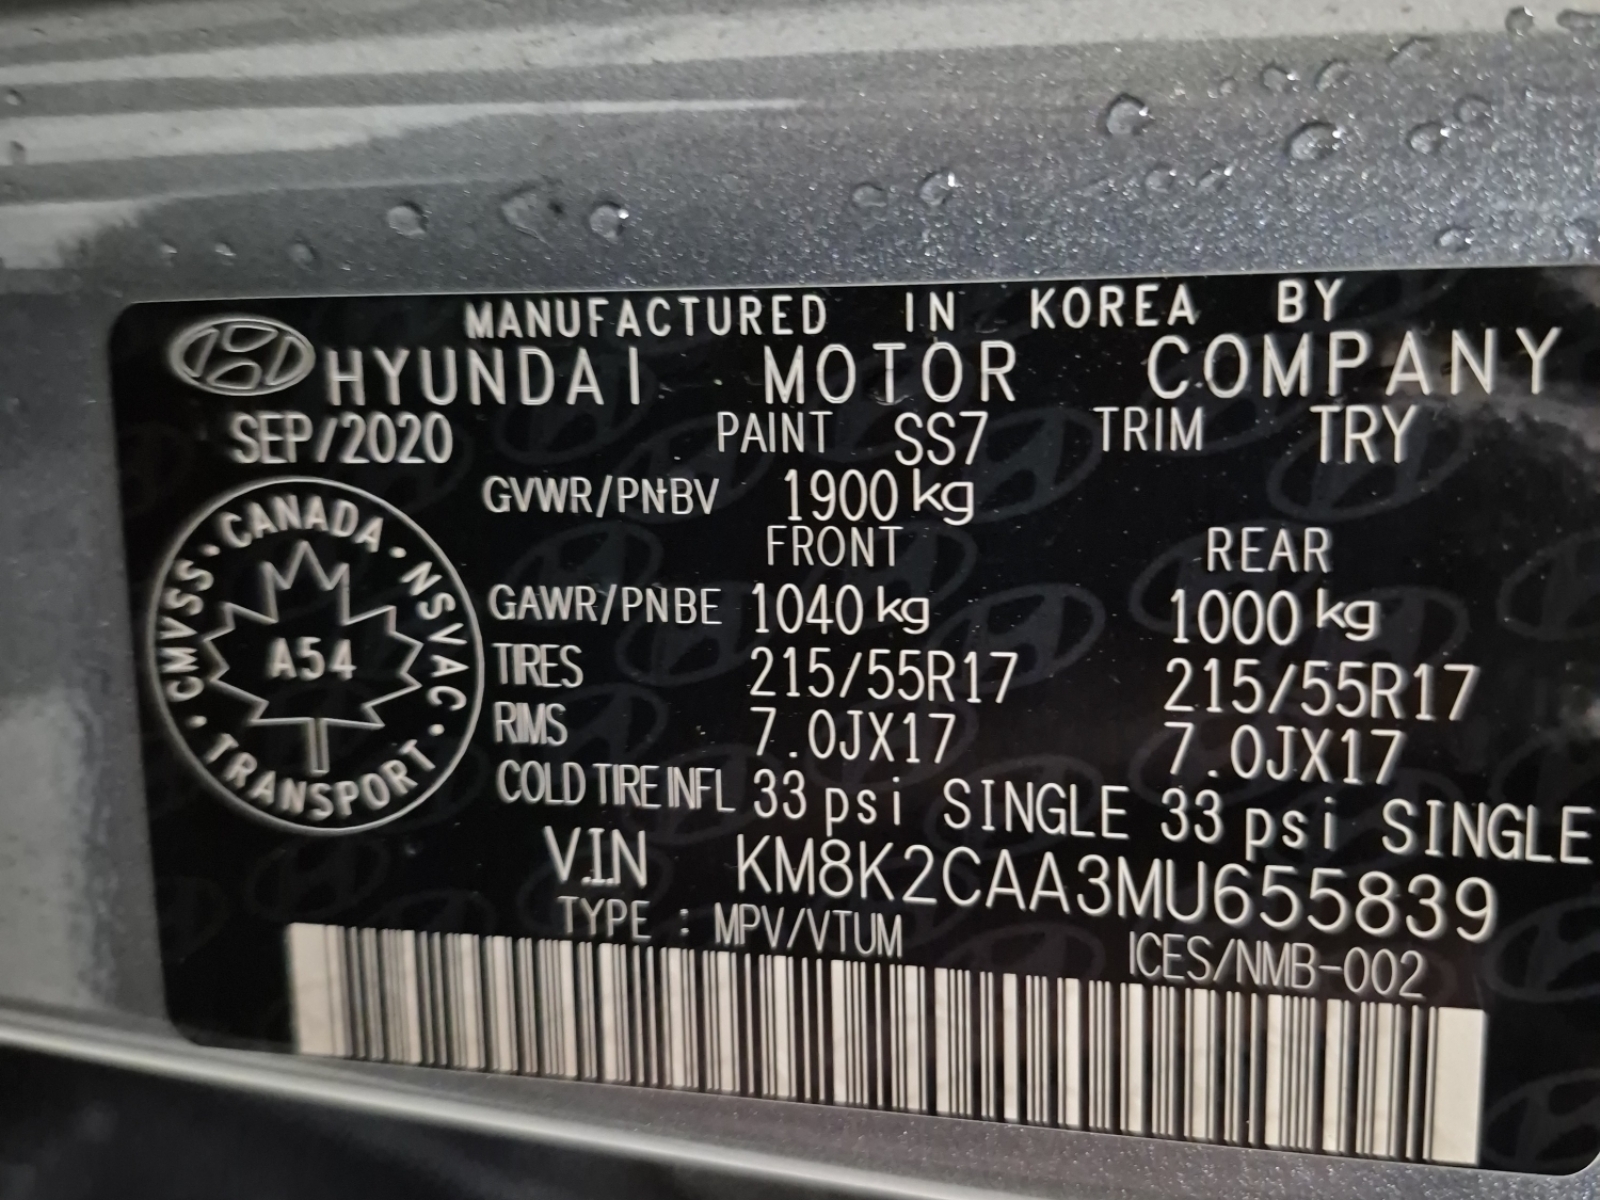 MANUFACTURED IN KOREA BY
HYUNDAI MOTOR COMPANY
SEP/2020 PAINT SS7 TRIM TRY
GVWR/PNBV 1900 kg
FRONT REAR
GAWR/PNBE 1040 kg 1000 kg
TIRES 215/55R17 215/55R17
RIMS 7.0JX17 7.0JX17
COLD TIRE INFL 33 psi SINGLE 33 psi SINGLE
V.I.N KM8K2CAA3MU655839
TYPE : MPV/VTUM ICES/NMB-002
CANADA · NSVAC · TRANSPORT · CMVSS ·
A54